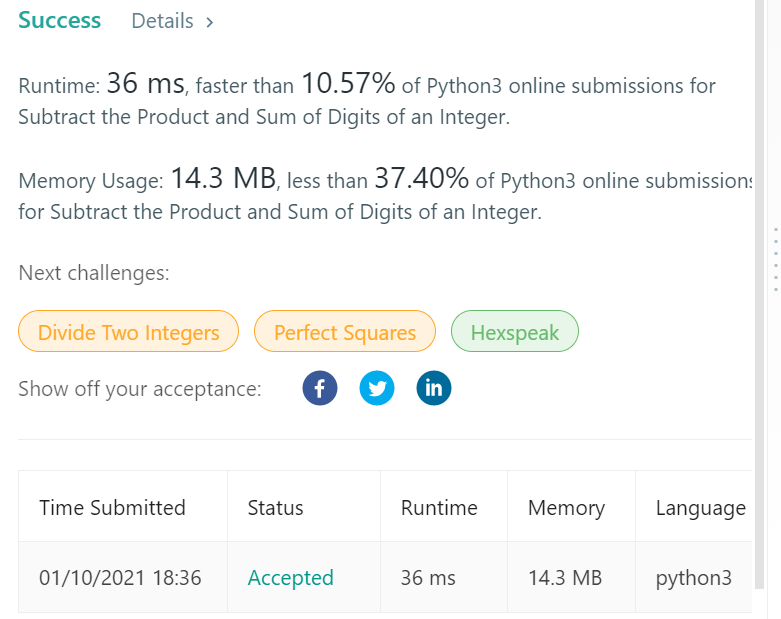 Success Details >
Runtime: 36 ms, faster than 10.57% of Python3 online submissions for
Subtract the Product and Sum of Digits of an Integer.
Memory Usage: 14.3 MB, less than 37.40% of Python3 online submissions
for Subtract the Product and Sum of Digits of an Integer.
Next challenges:
Divide Two Integers Perfect Squares Hexspeak
Show off your acceptance: f in
Time Submitted Status Runtime Memory Language
01/10/2021 18:36 Accepted 36 ms 14.3 MB python3